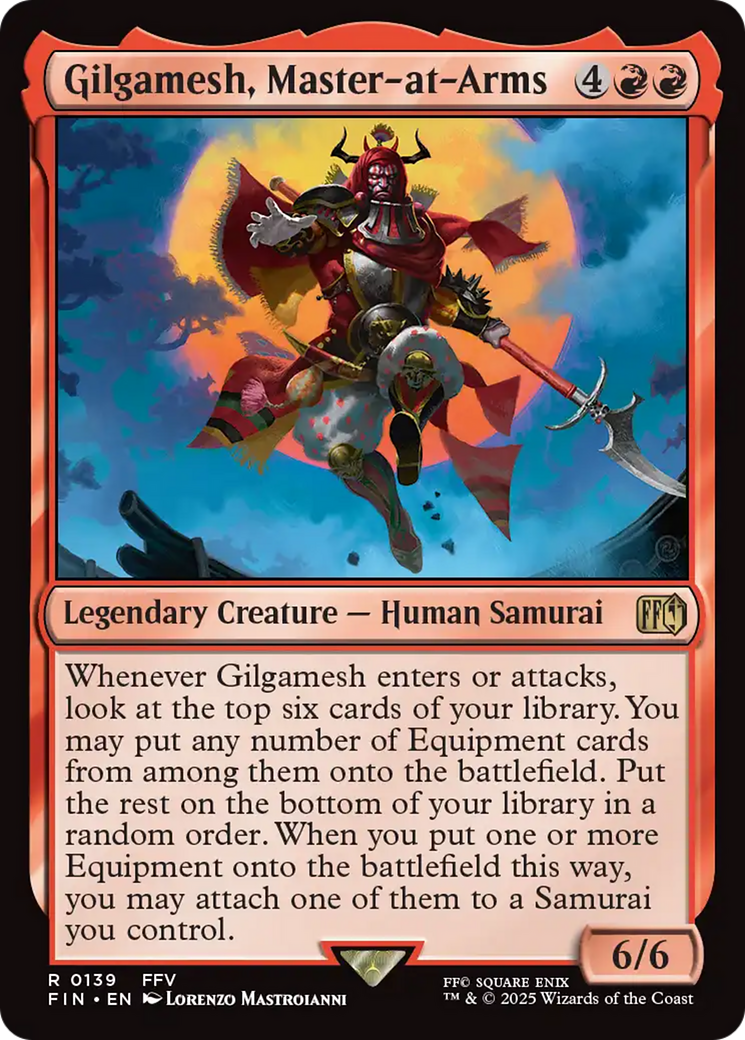 Gilgamesh, Master-at-Arms 4
Legendary Creature — Human Samurai FF
Whenever Gilgamesh enters or attacks,
look at the top six cards of your library. You
may put any number of Equipment cards
from among them onto the battlefield. Put
the rest on the bottom of your library in a
random order. When you put one or more
Equipment onto the battlefield this way,
you may attach one of them to a Samurai
you control.
6/6
R 0139 FFV
FIN • EN Lorenzo Mastroianni
FF© SQUARE ENIX
™ & © 2025 Wizards of the Coast